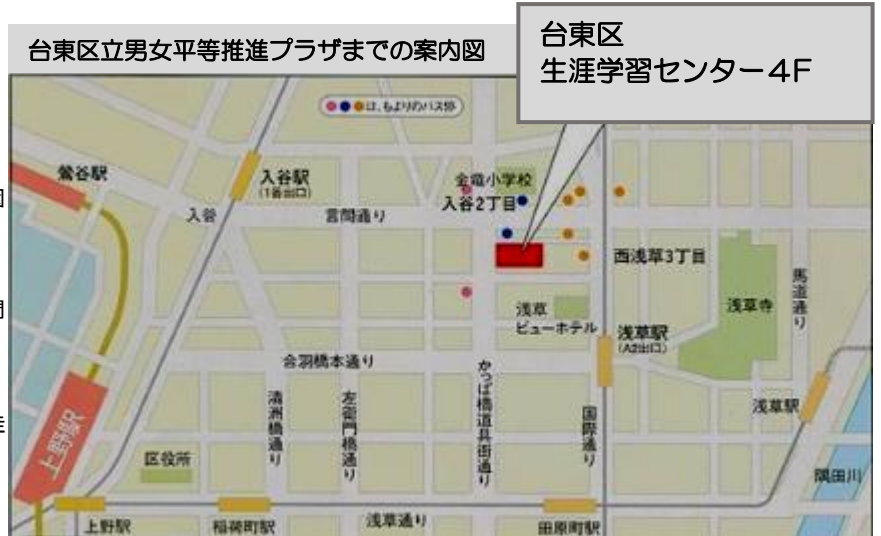 台東区立男女平等推進プラザまでの案内図
台東区
生涯学習センター4F
●●●は、もよりのバス停
鶯谷駅
入谷駅
(1番出口)
金竜小学校
入谷2丁目
入谷
言問通り
西浅草3丁目
浅草寺
馬道通り
浅草
ビューホテル
浅草駅
(A2出口)
合羽橋本通り
かっぱ橋道具街通り
清洲橋通り
左衛門橋通り
国際通り
浅草駅
上野駅
区役所
隅田川
上野駅
稲荷町駅
浅草通り
田原町駅